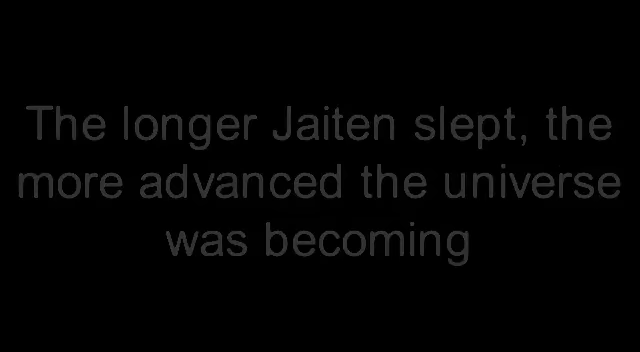 The longer Jaiten slept, the
more advanced the universe
was becoming